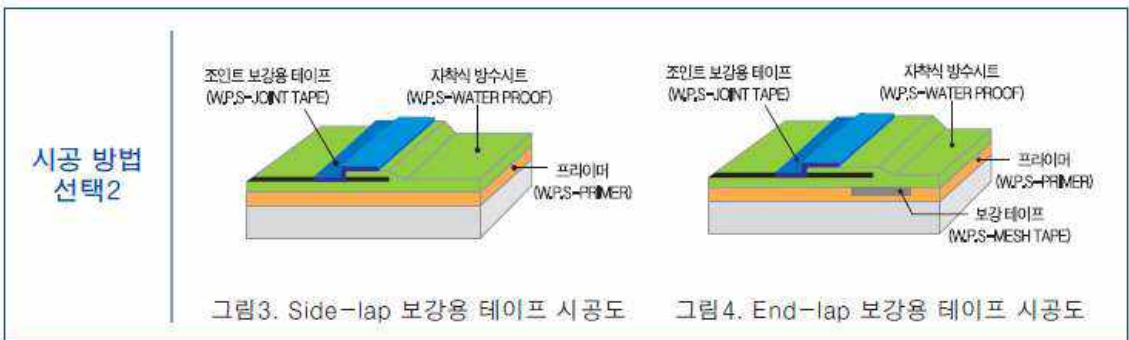 시공 방법
선택2
조인트 보강용 테이프
(W.P.S-JOINT TAPE)
자착식 방수시트
(W.P.S-WATER PROOF)
프라이머
(W.P.S-PRIMER)
그림3. Side-lap 보강용 테이프 시공도
조인트 보강용 테이프
(W.P.S-JOINT TAPE)
자착식 방수시트
(W.P.S-WATER PROOF)
프라이머
(W.P.S-PRIMER)
보강 테이프
(W.P.S-MESH TAPE)
그림4. End-lap 보강용 테이프 시공도